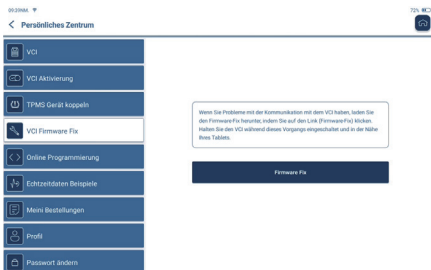 09:39MM.
72%
Persönliches Zentrum
VCI
VCI Aktivierung
TPMS Gerät koppeln
VCI Firmware Fix
Online Programmierung
Echtzeitdaten Beispiele
Meini Bestellungen
Profil
Passwort ändern
Wenn Sie Probleme mit der Kommunikation mit dem VCI haben, laden Sie
den Firmware-Fix herunter, indem Sie auf den Link (Firmware-Fix) klicken.
Halten Sie den VCI während dieses Vorgangs eingeschaltet und in der Nähe
Ihres Tablets.
Firmware Fix